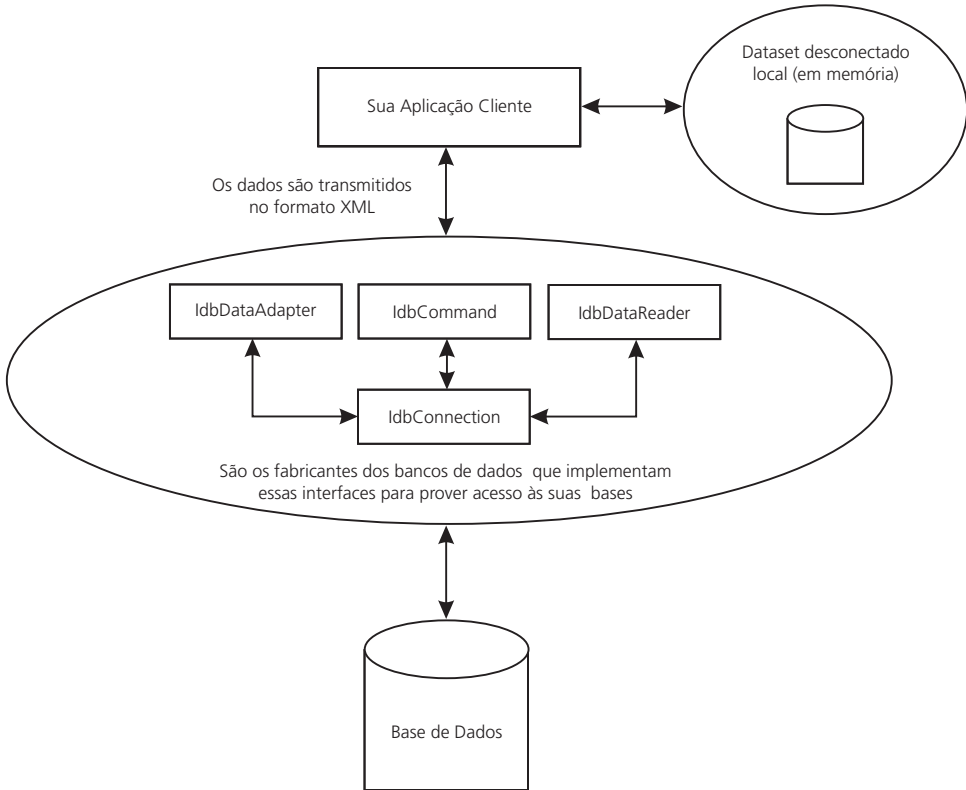 Dataset desconectado
local (em memória)
Sua Aplicação Cliente
Os dados são transmitidos
no formato XML
IdbDataAdapter
IdbCommand
IdbDataReader
IdbConnection
São os fabricantes dos bancos de dados que implementam
essas interfaces para prover acesso às suas bases
Base de Dados